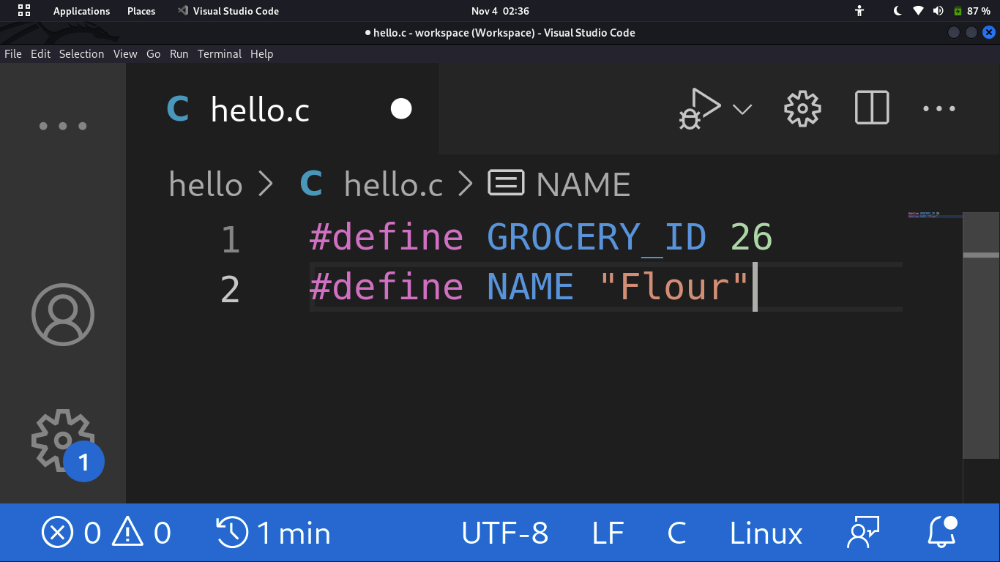 Applications Places Visual Studio Code Nov 4 02:36 87 %
hello.c - workspace (Workspace) - Visual Studio Code
File Edit Selection View Go Run Terminal Help
C hello.c
hello > C hello.c > NAME
1 #define GROCERY_ID 26
2 #define NAME "Flour"
1
0 0 1 min UTF-8 LF C Linux